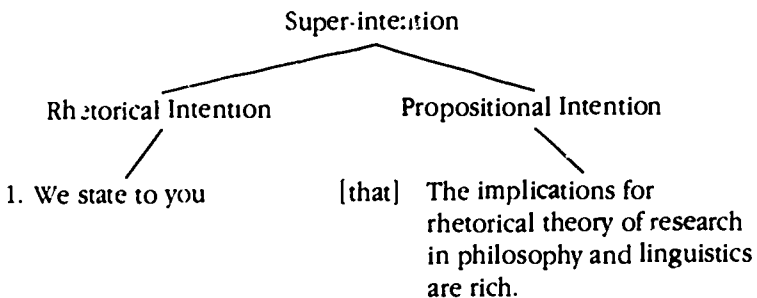 Super-intention
Rhetorical Intention Propositional Intention
1. We state to you [that] The implications for
rhetorical theory of research
in philosophy and linguistics
are rich.